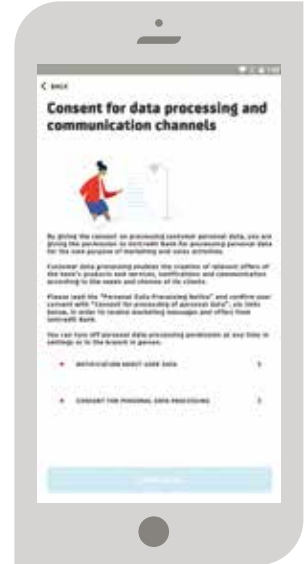 BACK
Consent for data processing and
communication channels
By giving the consent on processing customer personal data, you are
giving the permission to UniCredit Bank for processing personal data
for the sole purpose of marketing and sales activities.
Customer data processing enables the creation of relevant offers of
the bank's products and services, notifications and communication
according to the needs and choices of its clients.
Please read the "Personal Data Processing Notice" and confirm your
consent with "Consent for processing of personal data", via links
below, in order to receive marketing messages and offers from
UniCredit Bank.
You can turn off personal data processing permission at any time in
settings or in the branch in person.
NOTIFICATION ABOUT USER DATA
CONSENT FOR PERSONAL DATA PROCESSING